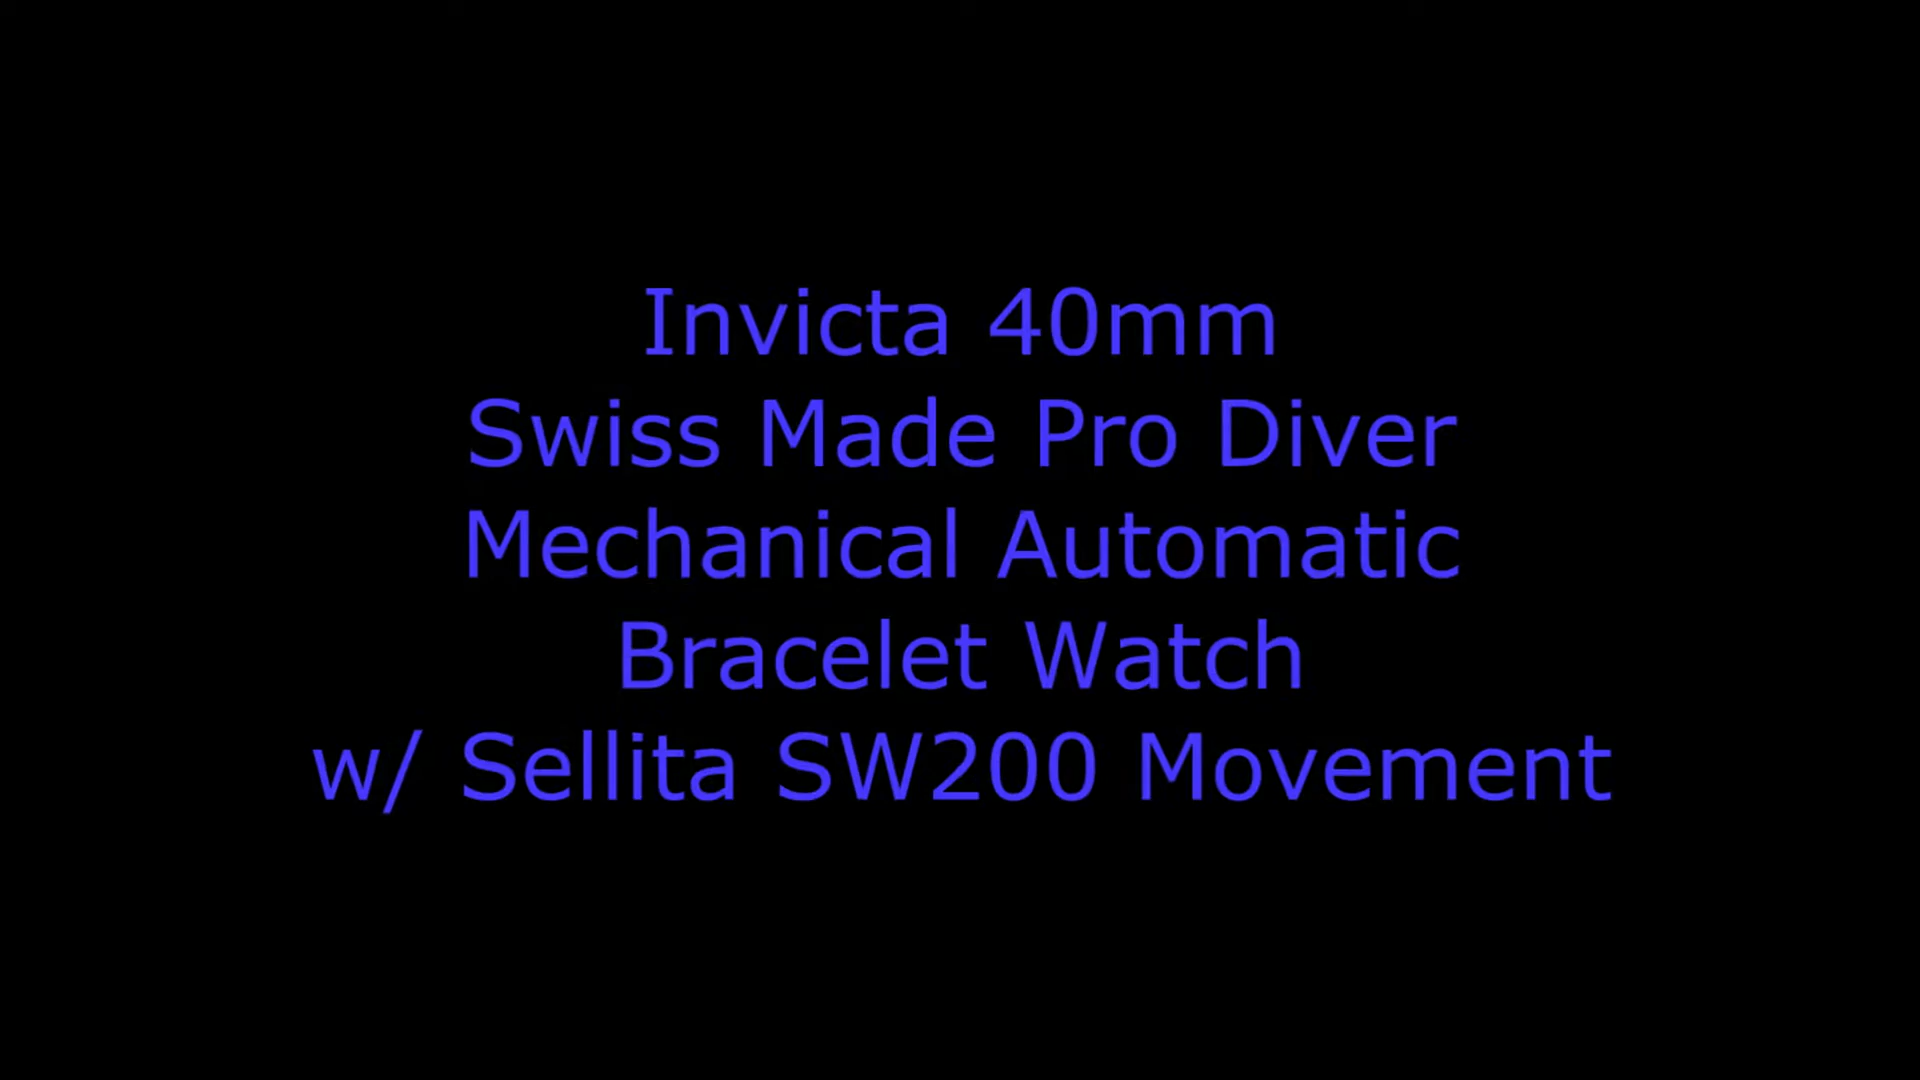 Invicta 40mm
Swiss Made Pro Diver
Mechanical Automatic
Bracelet Watch
w/ Sellita SW200 Movement